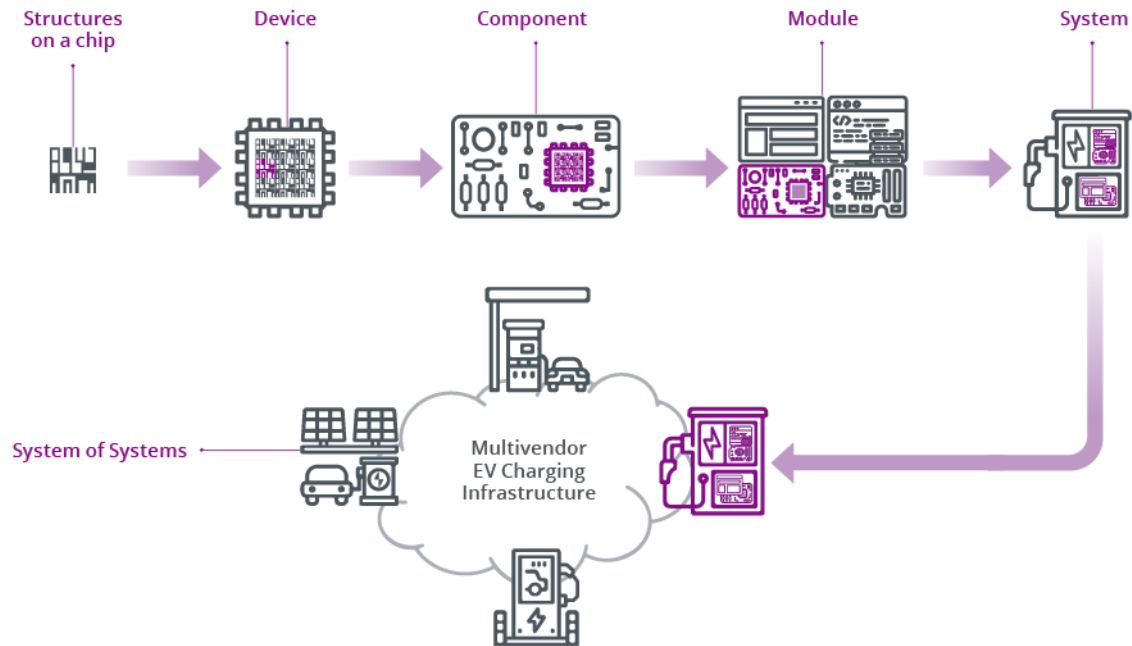 Structures
on a chip
Device
Component
Module
System
</>
System of Systems
Multivendor
EV Charging
Infrastructure